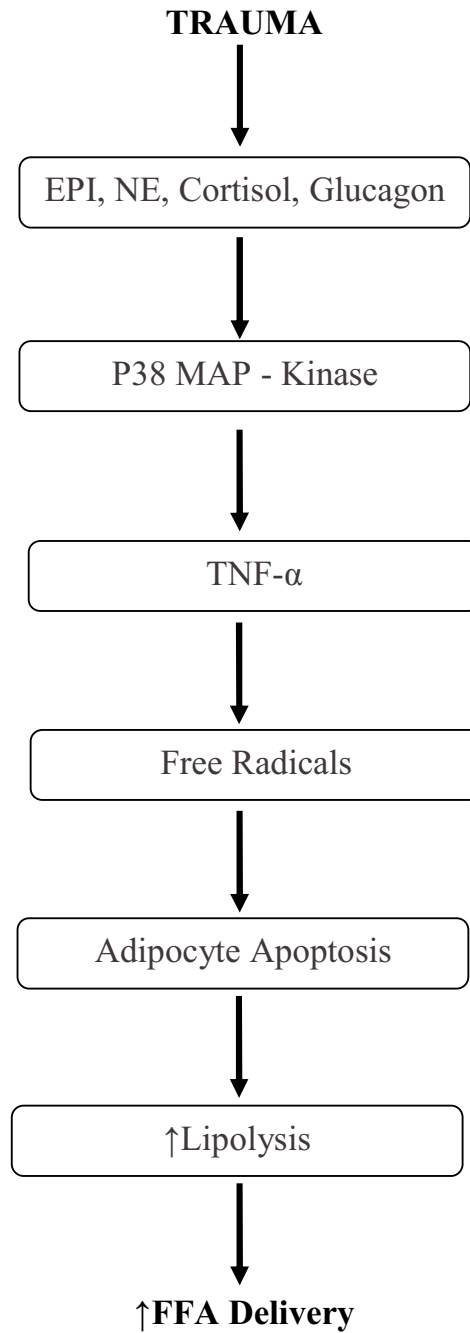 TRAUMA
EPI, NE, Cortisol, Glucagon
P38 MAP - Kinase
TNF-α
Free Radicals
Adipocyte Apoptosis
↑Lipolysis
↑FFA Delivery